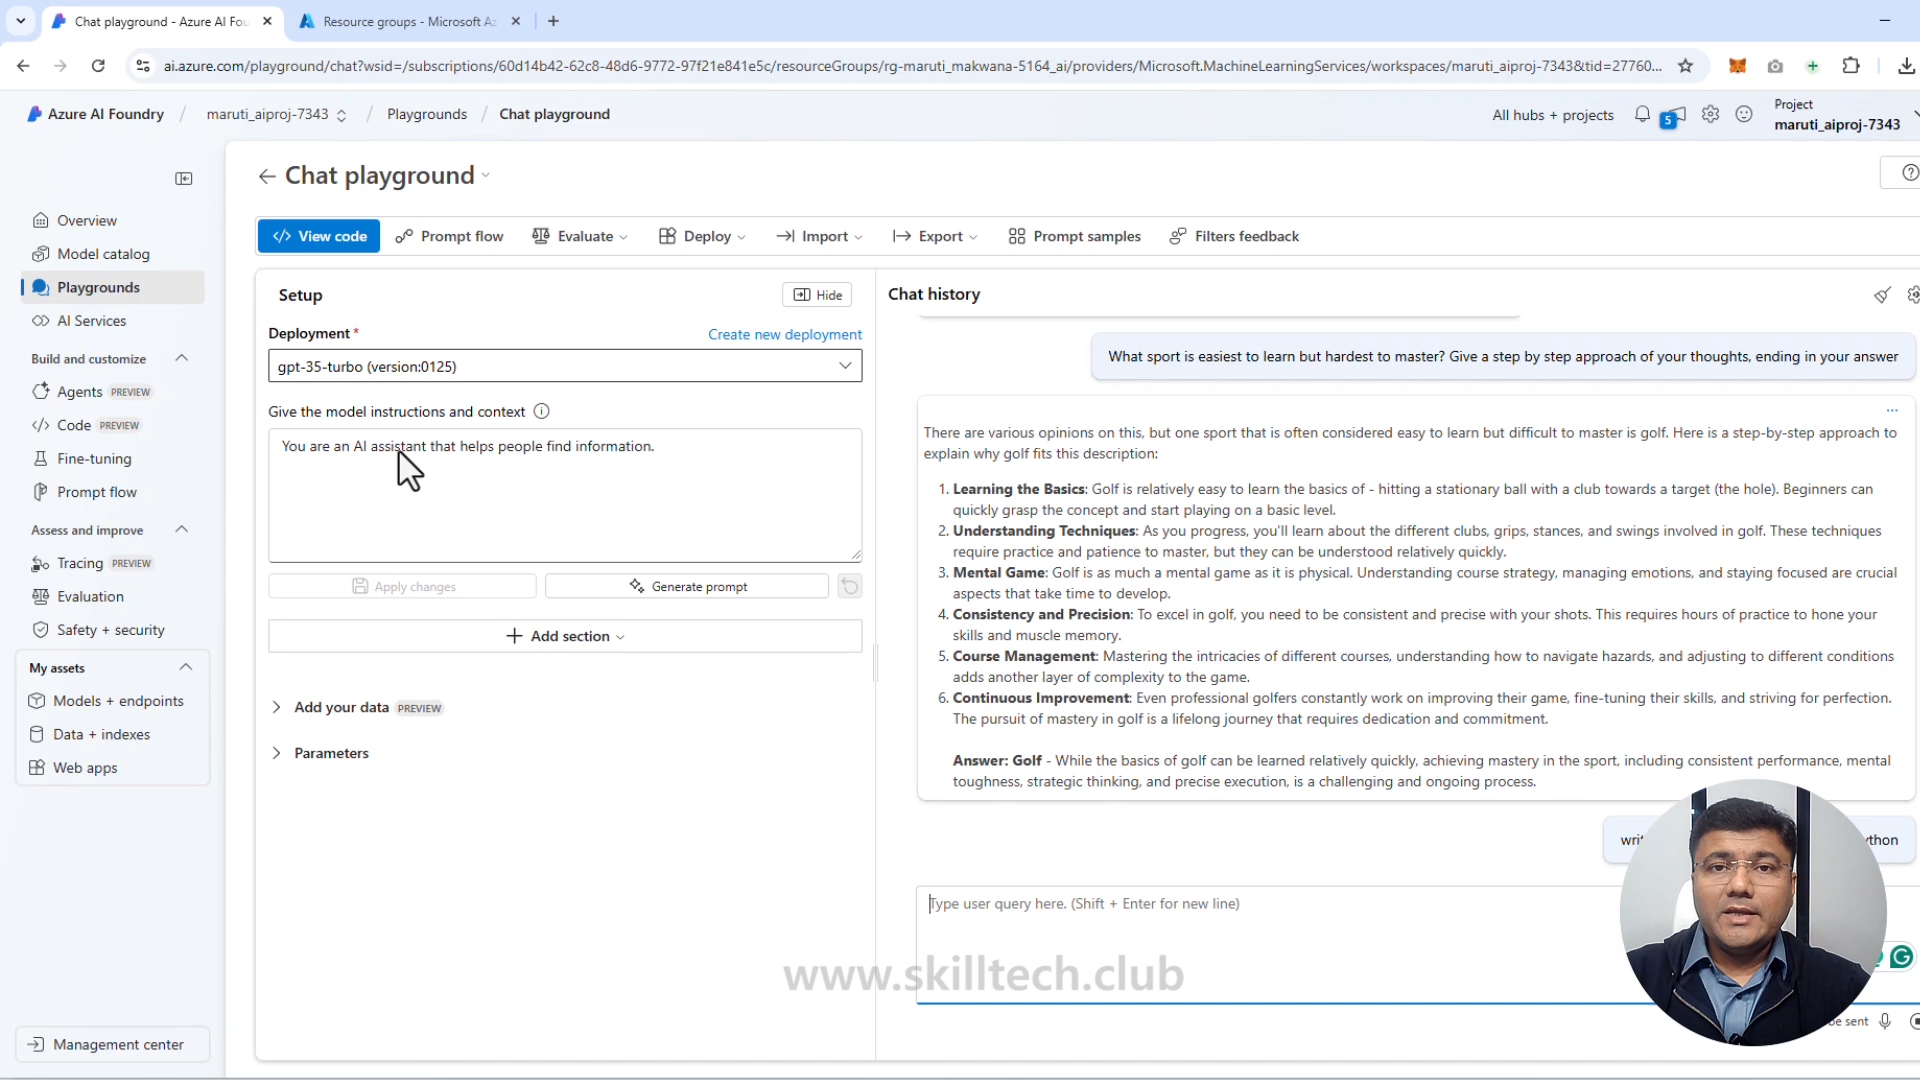 Chat playground - Azure AI Fou
Resource groups - Microsoft Az
ai.azure.com/playground/chat?wsid=/subscriptions/60d14b42-62c8-48d6-9772-97f21e841e5c/resourceGroups/rg-maruti_makwana-5164_ai/providers/Microsoft.MachineLearningServices/workspaces/maruti_aiproj-7343&tid=27760...
Azure AI Foundry / maruti_aiproj-7343 / Playgrounds / Chat playground
All hubs + projects
5
Project
maruti_aiproj-7343
Overview
Model catalog
Playgrounds
AI Services
Build and customize
Agents PREVIEW
Code PREVIEW
Fine-tuning
Prompt flow
Assess and improve
Tracing PREVIEW
Evaluation
Safety + security
My assets
Models + endpoints
Data + indexes
Web apps
Management center
Chat playground
View code
Prompt flow
Evaluate
Deploy
Import
Export
Prompt samples
Filters feedback
Setup
Hide
Deployment *
Create new deployment
gpt-35-turbo (version:0125)
Give the model instructions and context
You are an AI assistant that helps people find information.
Apply changes
Generate prompt
Add section
Add your data PREVIEW
Parameters
Chat history
What sport is easiest to learn but hardest to master? Give a step by step approach of your thoughts, ending in your answer
There are various opinions on this, but one sport that is often considered easy to learn but difficult to master is golf. Here is a step-by-step approach to
explain why golf fits this description:
1. Learning the Basics: Golf is relatively easy to learn the basics of - hitting a stationary ball with a club towards a target (the hole). Beginners can
quickly grasp the concept and start playing on a basic level.
2. Understanding Techniques: As you progress, you'll learn about the different clubs, grips, stances, and swings involved in golf. These techniques
require practice and patience to master, but they can be understood relatively quickly.
3. Mental Game: Golf is as much a mental game as it is physical. Understanding course strategy, managing emotions, and staying focused are crucial
aspects that take time to develop.
4. Consistency and Precision: To excel in golf, you need to be consistent and precise with your shots. This requires hours of practice to hone your
skills and muscle memory.
5. Course Management: Mastering the intricacies of different courses, understanding how to navigate hazards, and adjusting to different conditions
adds another layer of complexity to the game.
6. Continuous Improvement: Even professional golfers constantly work on improving their game, fine-tuning their skills, and striving for perfection.
The pursuit of mastery in golf is a lifelong journey that requires dedication and commitment.
Answer: Golf - While the basics of golf can be learned relatively quickly, achieving mastery in the sport, including consistent performance, mental
toughness, strategic thinking, and precise execution, is a challenging and ongoing process.
Type user query here. (Shift + Enter for new line)
www.skilltech.club
be sent